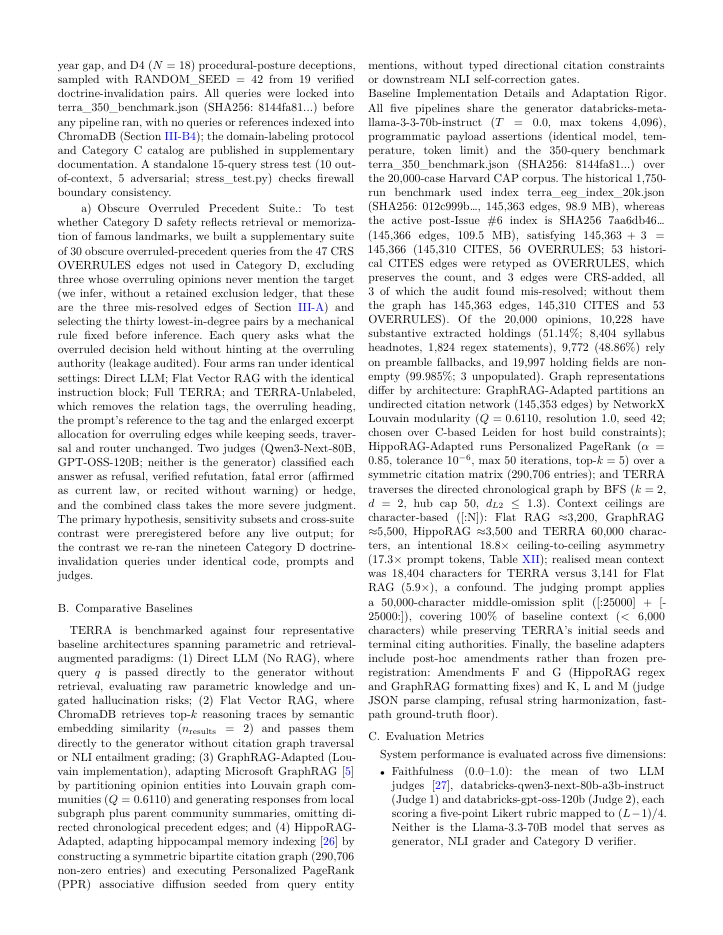 year gap, and D4 (N = 18) procedural-posture deceptions,
sampled with RANDOM_SEED = 42 from 19 verified
doctrine-invalidation pairs. All queries were locked into
terra_350_benchmark.json (SHA256: 8144fa81...) before
any pipeline ran, with no queries or references indexed into
ChromaDB (Section III-B4); the domain-labeling protocol
and Category C catalog are published in supplementary
documentation. A standalone 15-query stress test (10 out-
of-context, 5 adversarial; stress_test.py) checks firewall
boundary consistency.
a) Obscure Overruled Precedent Suite.: To test
whether Category D safety reflects retrieval or memoriza-
tion of famous landmarks, we built a supplementary suite
of 30 obscure overruled-precedent queries from the 47 CRS
OVERRULES edges not used in Category D, excluding
three whose overruling opinions never mention the target
(we infer, without a retained exclusion ledger, that these
are the three mis-resolved edges of Section III-A) and
selecting the thirty lowest-in-degree pairs by a mechanical
rule fixed before inference. Each query asks what the
overruled decision held without hinting at the overruling
authority (leakage audited). Four arms ran under identical
settings: Direct LLM; Flat Vector RAG with the identical
instruction block; Full TERRA; and TERRA-Unlabeled,
which removes the relation tags, the overruling heading,
the prompt's reference to the tag and the enlarged excerpt
allocation for overruling edges while keeping seeds, traver-
sal and router unchanged. Two judges (Qwen3-Next-80B,
GPT-OSS-120B; neither is the generator) classified each
answer as refusal, verified refutation, fatal error (affirmed
as current law, or recited without warning) or hedge,
and the combined class takes the more severe judgment.
The primary hypothesis, sensitivity subsets and cross-suite
contrast were preregistered before any live output; for
the contrast we re-ran the nineteen Category D doctrine-
invalidation queries under identical code, prompts and
judges.
B. Comparative Baselines
TERRA is benchmarked against four representative
baseline architectures spanning parametric and retrieval-
augmented paradigms: (1) Direct LLM (No RAG), where
query q is passed directly to the generator without
retrieval, evaluating raw parametric knowledge and un-
gated hallucination risks; (2) Flat Vector RAG, where
ChromaDB retrieves top-k reasoning traces by semantic
embedding similarity (nresults = 2) and passes them
directly to the generator without citation graph traversal
or NLI entailment grading; (3) GraphRAG-Adapted (Lou-
vain implementation), adapting Microsoft GraphRAG [5]
by partitioning opinion entities into Louvain graph com-
munities (Q = 0.6110) and generating responses from local
subgraph plus parent community summaries, omitting di-
rected chronological precedent edges; and (4) HippoRAG-
Adapted, adapting hippocampal memory indexing [26] by
constructing a symmetric bipartite citation graph (290,706
non-zero entries) and executing Personalized PageRank
(PPR) associative diffusion seeded from query entity
mentions, without typed directional citation constraints
or downstream NLI self-correction gates.
Baseline Implementation Details and Adaptation Rigor.
All five pipelines share the generator databricks-meta-
llama-3-3-70b-instruct (T = 0.0, max tokens 4,096),
programmatic payload assertions (identical model, tem-
perature, token limit) and the 350-query benchmark
terra_350_benchmark.json (SHA256: 8144fa81...) over
the 20,000-case Harvard CAP corpus. The historical 1,750-
run benchmark used index terra_eeg_index_20k.json
(SHA256: 012c999b..., 145,363 edges, 98.9 MB), whereas
the active post-Issue #6 index is SHA256 7aa6db46...
(145,366 edges, 109.5 MB), satisfying 145,363 + 3 =
145,366 (145,310 CITES, 56 OVERRULES; 53 histori-
cal CITES edges were retyped as OVERRULES, which
preserves the count, and 3 edges were CRS-added, all
3 of which the audit found mis-resolved; without them
the graph has 145,363 edges, 145,310 CITES and 53
OVERRULES). Of the 20,000 opinions, 10,228 have
substantive extracted holdings (51.14%; 8,404 syllabus
headnotes, 1,824 regex statements), 9,772 (48.86%) rely
on preamble fallbacks, and 19,997 holding fields are non-
empty (99.985%; 3 unpopulated). Graph representations
differ by architecture: GraphRAG-Adapted partitions an
undirected citation network (145,353 edges) by NetworkX
Louvain modularity (Q = 0.6110, resolution 1.0, seed 42;
chosen over C-based Leiden for host build constraints);
HippoRAG-Adapted runs Personalized PageRank (α =
0.85, tolerance 10⁻⁶, max 50 iterations, top-k = 5) over a
symmetric citation matrix (290,706 entries); and TERRA
traverses the directed chronological graph by BFS (k = 2,
d = 2, hub cap 50, dL2 ≤ 1.3). Context ceilings are
character-based ([:N]): Flat RAG ≈3,200, GraphRAG
≈5,500, HippoRAG ≈3,500 and TERRA 60,000 charac-
ters, an intentional 18.8× ceiling-to-ceiling asymmetry
(17.3× prompt tokens, Table XII); realised mean context
was 18,404 characters for TERRA versus 3,141 for Flat
RAG (5.9×), a confound. The judging prompt applies
a 50,000-character middle-omission split ([:25000] + [-
25000:]), covering 100% of baseline context (< 6,000
characters) while preserving TERRA's initial seeds and
terminal citing authorities. Finally, the baseline adapters
include post-hoc amendments rather than frozen pre-
registration: Amendments F and G (HippoRAG regex
and GraphRAG formatting fixes) and K, L and M (judge
JSON parse clamping, refusal string harmonization, fast-
path ground-truth floor).
C. Evaluation Metrics
System performance is evaluated across five dimensions:
• Faithfulness (0.0–1.0): the mean of two LLM
judges [27], databricks-qwen3-next-80b-a3b-instruct
(Judge 1) and databricks-gpt-oss-120b (Judge 2), each
scoring a five-point Likert rubric mapped to (L−1)/4.
Neither is the Llama-3.3-70B model that serves as
generator, NLI grader and Category D verifier.